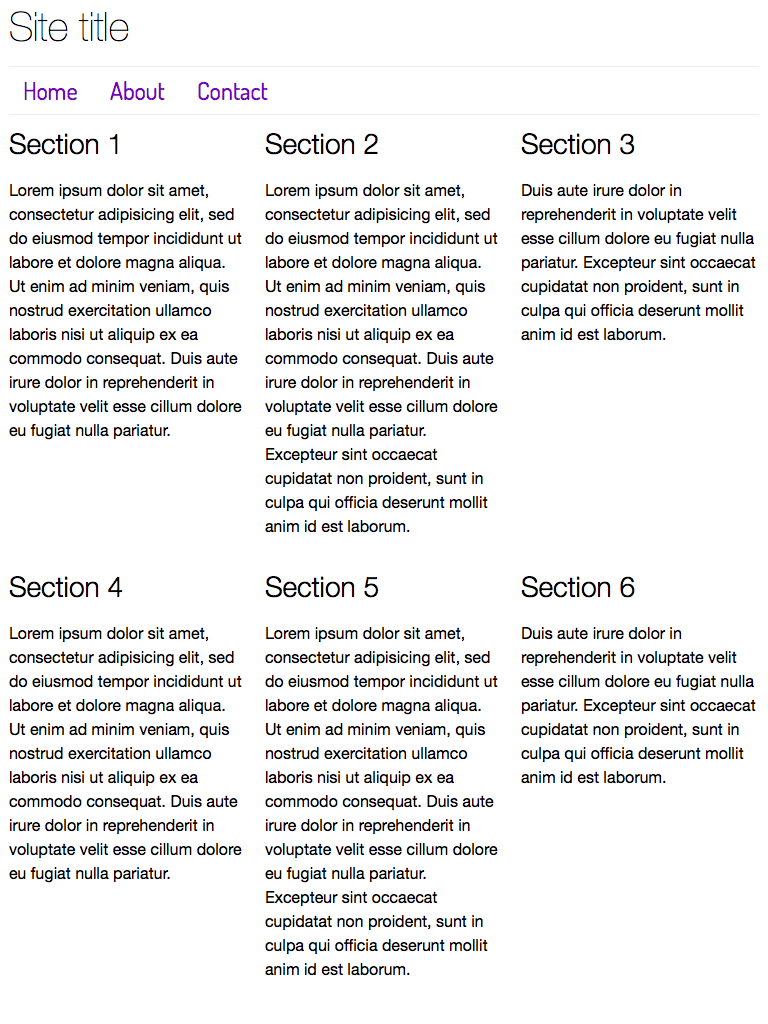 Site title
Home About Contact
Section 1
Lorem ipsum dolor sit amet,
consectetur adipisicing elit, sed
do eiusmod tempor incididunt ut
labore et dolore magna aliqua.
Ut enim ad minim veniam, quis
nostrud exercitation ullamco
laboris nisi ut aliquip ex ea
commodo consequat. Duis aute
irure dolor in reprehenderit in
voluptate velit esse cillum dolore
eu fugiat nulla pariatur.
Section 2
Lorem ipsum dolor sit amet,
consectetur adipisicing elit, sed
do eiusmod tempor incididunt ut
labore et dolore magna aliqua.
Ut enim ad minim veniam, quis
nostrud exercitation ullamco
laboris nisi ut aliquip ex ea
commodo consequat. Duis aute
irure dolor in reprehenderit in
voluptate velit esse cillum dolore
eu fugiat nulla pariatur.
Excepteur sint occaecat
cupidatat non proident, sunt in
culpa qui officia deserunt mollit
anim id est laborum.
Section 3
Duis aute irure dolor in
reprehenderit in voluptate velit
esse cillum dolore eu fugiat nulla
pariatur. Excepteur sint occaecat
cupidatat non proident, sunt in
culpa qui officia deserunt mollit
anim id est laborum.
Section 4
Lorem ipsum dolor sit amet,
consectetur adipisicing elit, sed
do eiusmod tempor incididunt ut
labore et dolore magna aliqua.
Ut enim ad minim veniam, quis
nostrud exercitation ullamco
laboris nisi ut aliquip ex ea
commodo consequat. Duis aute
irure dolor in reprehenderit in
voluptate velit esse cillum dolore
eu fugiat nulla pariatur.
Section 5
Lorem ipsum dolor sit amet,
consectetur adipisicing elit, sed
do eiusmod tempor incididunt ut
labore et dolore magna aliqua.
Ut enim ad minim veniam, quis
nostrud exercitation ullamco
laboris nisi ut aliquip ex ea
commodo consequat. Duis aute
irure dolor in reprehenderit in
voluptate velit esse cillum dolore
eu fugiat nulla pariatur.
Excepteur sint occaecat
cupidatat non proident, sunt in
culpa qui officia deserunt mollit
anim id est laborum.
Section 6
Duis aute irure dolor in
reprehenderit in voluptate velit
esse cillum dolore eu fugiat nulla
pariatur. Excepteur sint occaecat
cupidatat non proident, sunt in
culpa qui officia deserunt mollit
anim id est laborum.